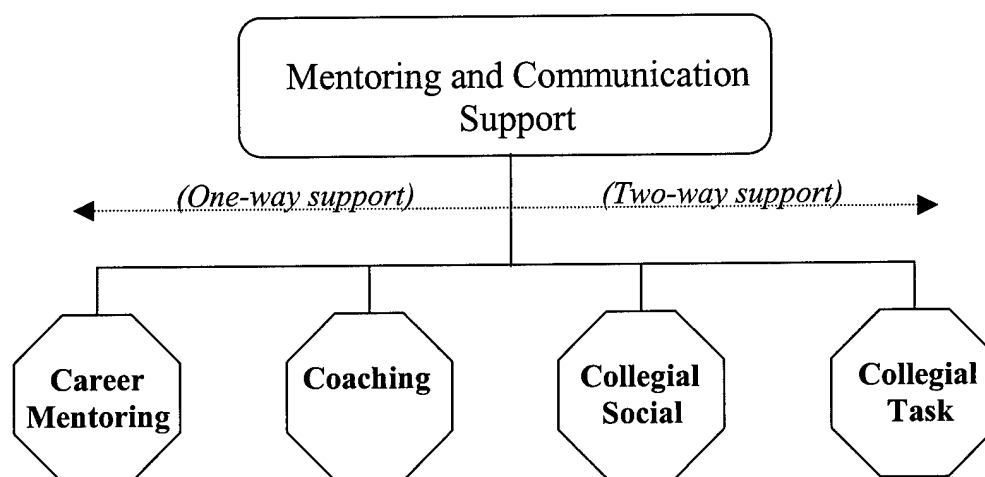 Mentoring and Communication
Support
(One-way support)
(Two-way support)
Career
Mentoring
Coaching
Collegial
Social
Collegial
Task